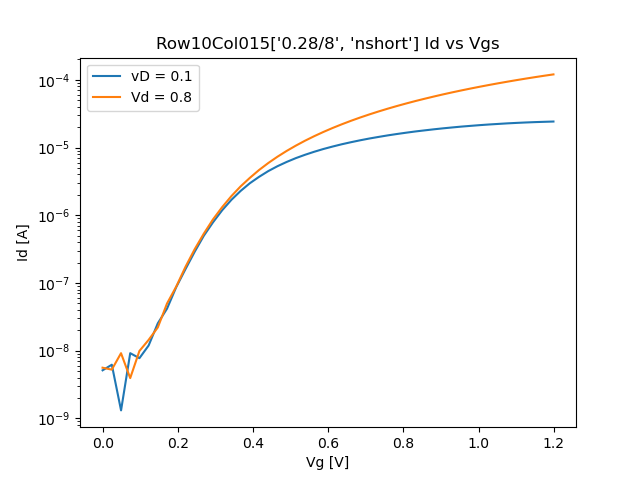 Row10Col015['0.28/8', 'nshort'] Id vs Vgs
vD = 0.1
Vd = 0.8
Id [A]
10⁻⁴
10⁻⁵
10⁻⁶
10⁻⁷
10⁻⁸
10⁻⁹
0.0 0.2 0.4 0.6 0.8 1.0 1.2
Vg [V]